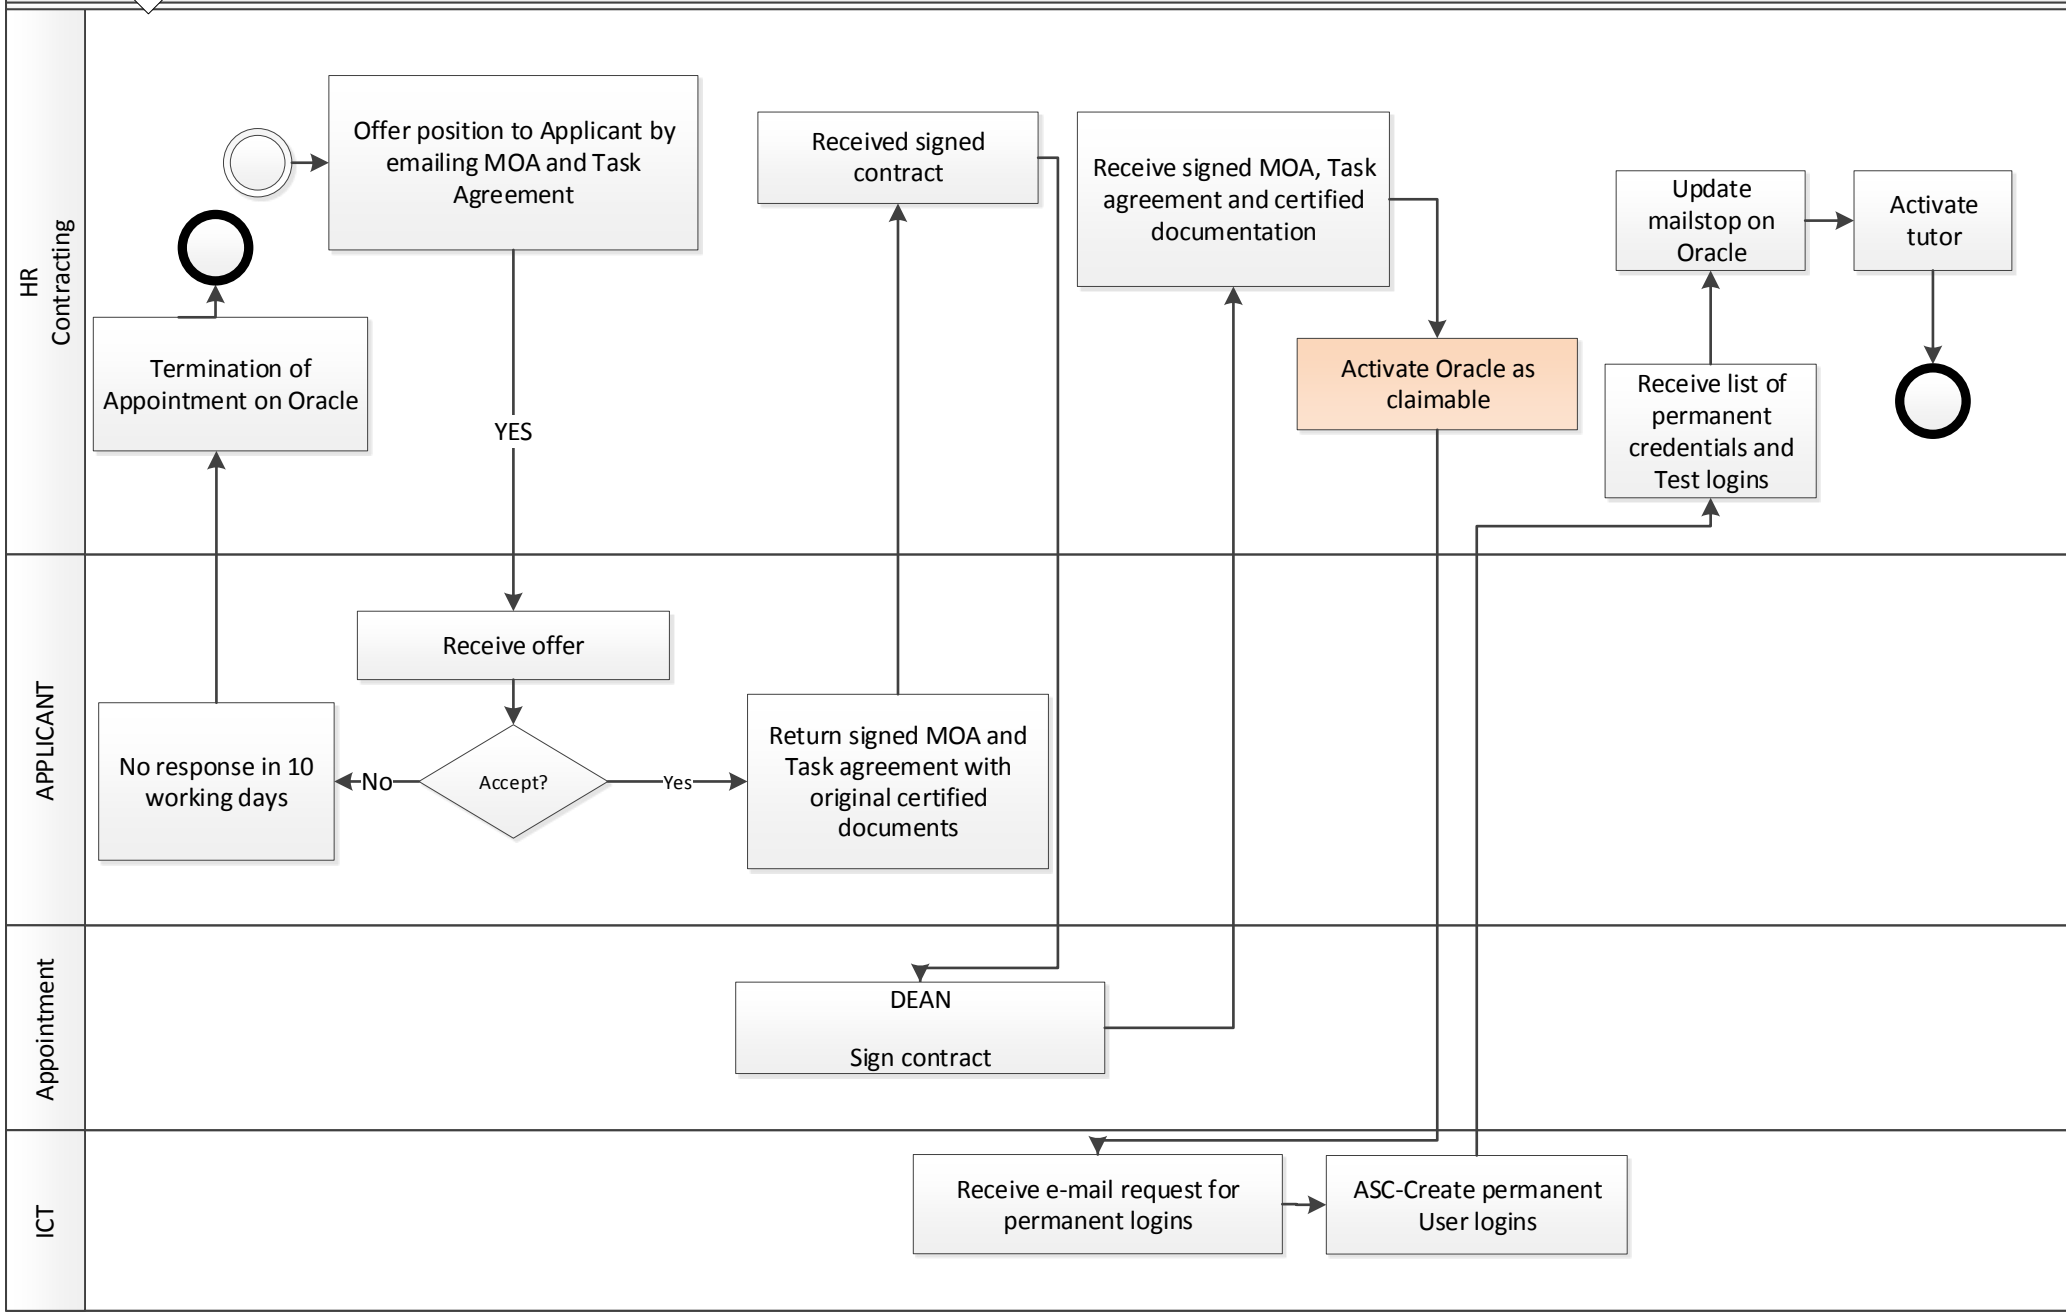 HR
Contracting
Offer position to Applicant by
emailing MOA and Task
Agreement
Received signed
contract
Receive signed MOA, Task
agreement and certified
documentation
Update
mailstop on
Oracle
Activate
tutor
Termination of
Appointment on Oracle
Activate Oracle as
claimable
Receive list of
permanent
credentials and
Test logins
YES
APPLICANT
Receive offer
No response in 10
working days
No
Accept?
Yes
Return signed MOA and
Task agreement with
original certified
documents
Appointment
DEAN
Sign contract
ICT
Receive e-mail request for
permanent logins
ASC-Create permanent
User logins